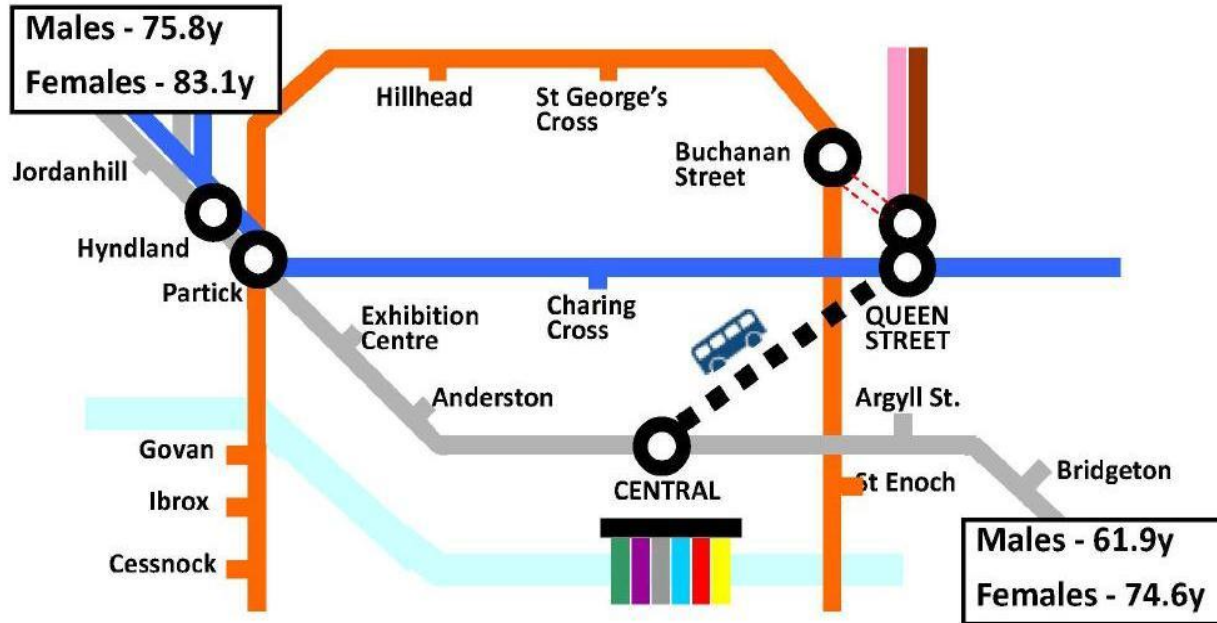 Males - 75.8y
Females - 83.1y
Hillhead
St George's
Cross
Buchanan
Street
Jordanhill
Hyndland
Partick
Exhibition
Centre
Charing
Cross
QUEEN
STREET
Anderston
Argyll St.
Govan
Ibrox
Cessnock
CENTRAL
St Enoch
Bridgeton
Males - 61.9y
Females - 74.6y